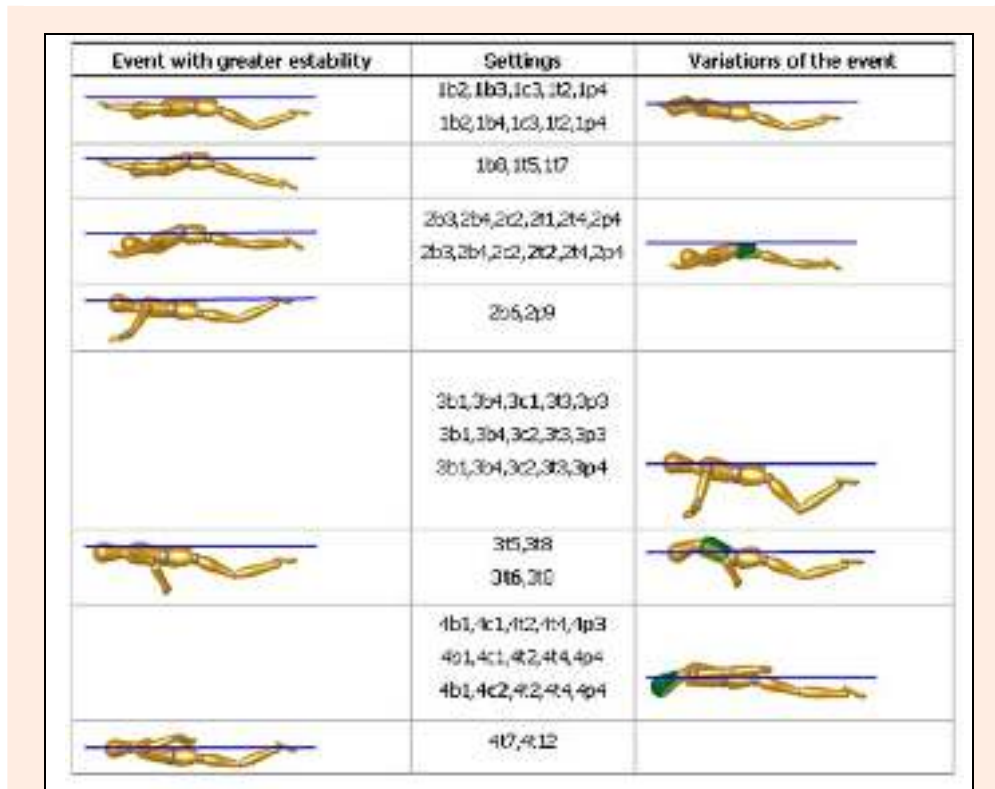 Event with greater estability Settings Variations of the event
1b2,1b3,1c3,1t2,1p4
1b2,1b4,1c3,1t2,1p4
1b8,1t5,1t7
2b3,2b4,2c2,2t1,2t4,2p4
2b3,2b4,2c2,2t2,2t4,2p4
2b6,2p9
3b1,3b4,3c1,3t3,3p3
3b1,3b4,3c2,3t3,3p3
3b1,3b4,3c2,3t3,3p4
3t5,3t8
4b1,4c1,4t2,4t4,4p3
4b1,4c1,4t2,4t4,4p4
4b1,4c2,4t2,4t4,4p4
4t7,4t12